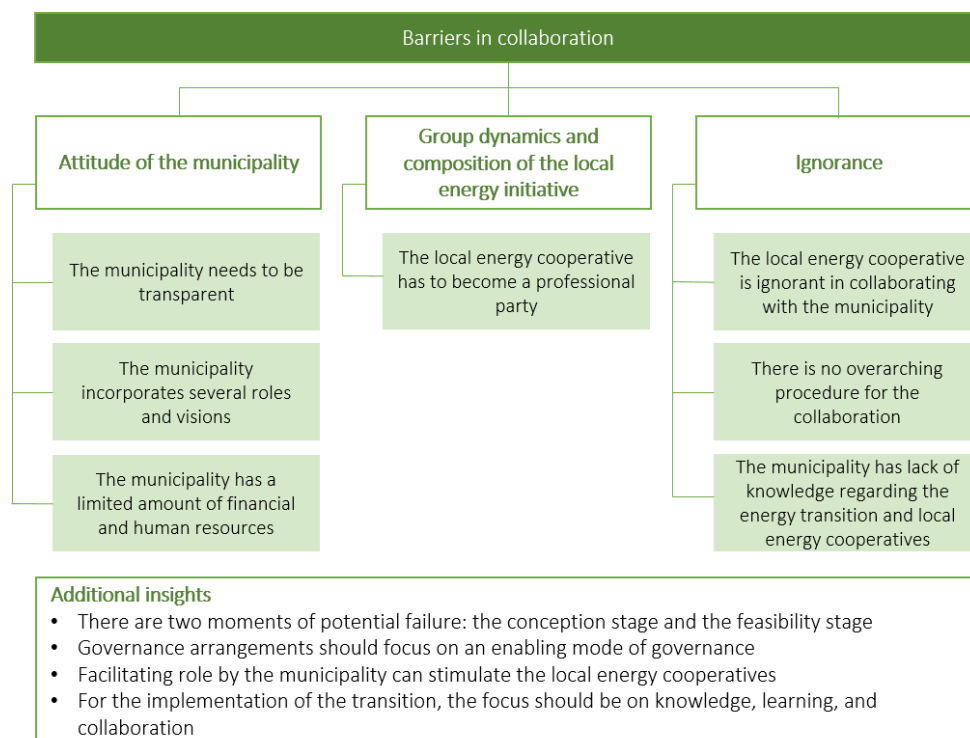 Barriers in collaboration
Attitude of the municipality
Group dynamics and
composition of the local
energy initiative
Ignorance
The municipality needs to be
transparent
The local energy cooperative
has to become a professional
party
The local energy cooperative
is ignorant in collaborating
with the municipality
The municipality
incorporates several roles
and visions
There is no overarching
procedure for the
collaboration
The municipality has a
limited amount of financial
and human resources
The municipality has lack of
knowledge regarding the
energy transition and local
energy cooperatives
Additional insights
• There are two moments of potential failure: the conception stage and the feasibility stage
• Governance arrangements should focus on an enabling mode of governance
• Facilitating role by the municipality can stimulate the local energy cooperatives
• For the implementation of the transition, the focus should be on knowledge, learning, and
collaboration